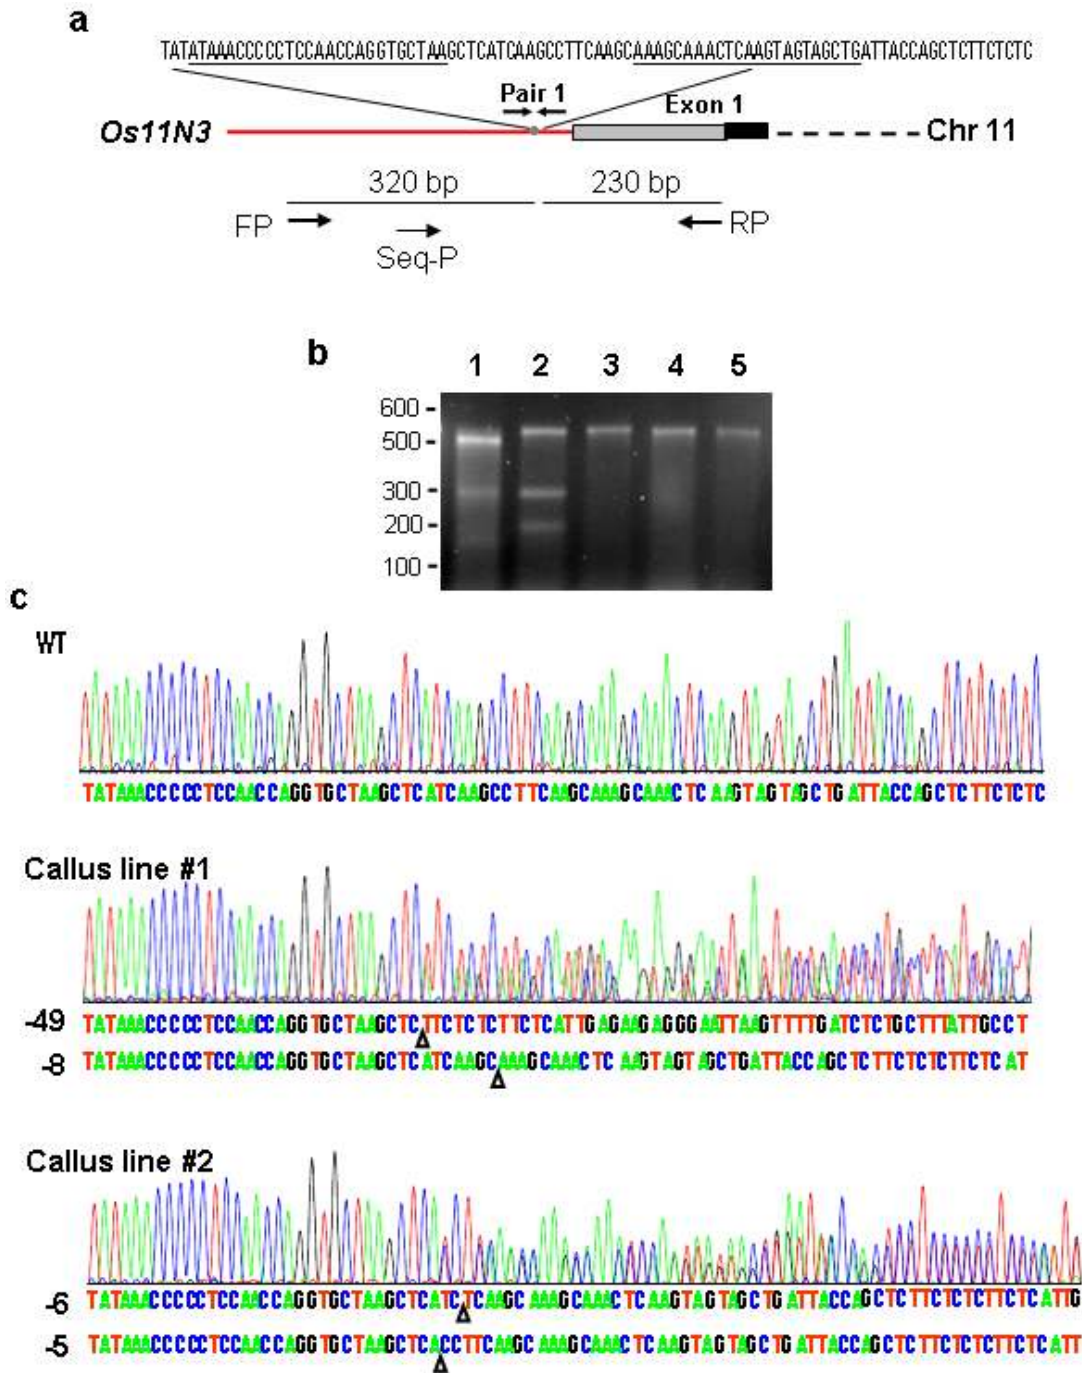 a
TATATAAACCCCCTCCAACCAGGTGCTAAGCTCATCAAGCCTTCAAGCAAAGCAAACTCAAGTAGTAGCTGATTACCAGCTCTTCTCTC
Pair 1
Exon 1
Os11N3
Chr 11
320 bp
230 bp
FP
RP
Seq-P
b
1 2 3 4 5
600 -
500 -
300 -
200 -
100 -
c
WT
TATAAACCCCCTCCAACCAGGTGCTAAGCTCATCAAGCCTTCAAGCAAAGCAAACTCAAGTAGTAGCTGATTACCAGCTCTTCTCTC
Callus line #1
-49 TATAAACCCCCTCCAACCAGGTGCTAAGCTCTTCTCTCTTCTCATTGAGAAGAGGGAATTAAGTTTTGATCTCTGCTTTATTGCCT
-8 TATAAACCCCCTCCAACCAGGTGCTAAGCTCATCAAGCAAAGCAAACTCAAGTAGTAGCTGATTACCAGCTCTTCTCTCTTCTCAT
Callus line #2
-6 TATAAACCCCCTCCAACCAGGTGCTAAGCTCATCTCAAGCAAAGCAAACTCAAGTAGTAGCTGATTACCAGCTCTTCTCTCTTCTCATTG
-5 TATAAACCCCCTCCAACCAGGTGCTAAGCTCACCTTCAAGCAAAGCAAACTCAAGTAGTAGCTGATTACCAGCTCTTCTCTCTTCTCATT